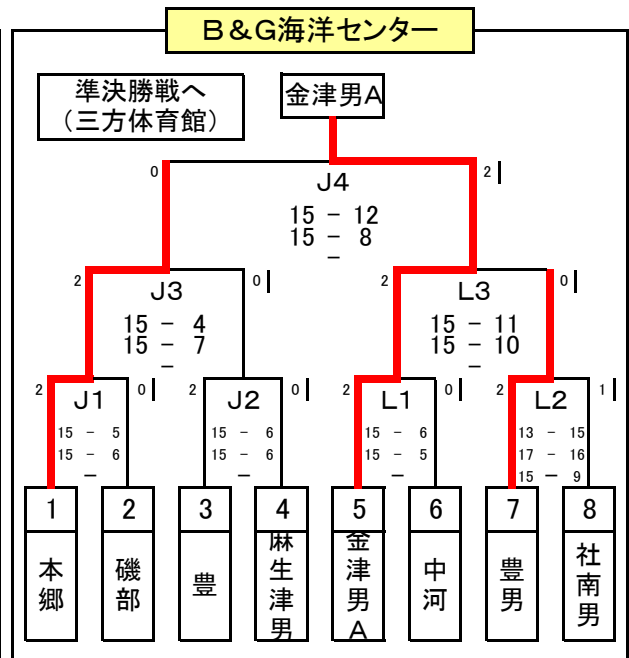 B&G海洋センター
準決勝戦へ
（三方体育館）
金津男A
0
2
J4
15 - 12
15 - 8
-
2
J3
0
2
L3
0
15 - 4
15 - 7
-
15 - 11
15 - 10
-
2
J1
0
2
J2
0
2
L1
0
2
L2
1
15 - 5
15 - 6
-
15 - 6
15 - 6
-
15 - 6
15 - 5
-
13 - 15
17 - 16
15 - 9
1
2
3
4
5
6
7
8
本郷
磯部
豊
麻生津男
金津男A
中河
豊男
社南男